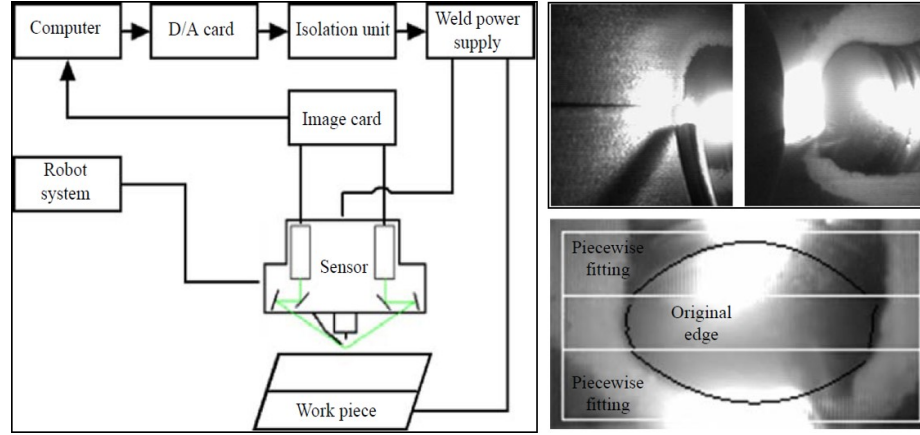 Computer
D/A card
Isolation unit
Weld power
supply
Image card
Robot
system
Sensor
Work piece
Piecewise
fitting
Original
edge
Piecewise
fitting